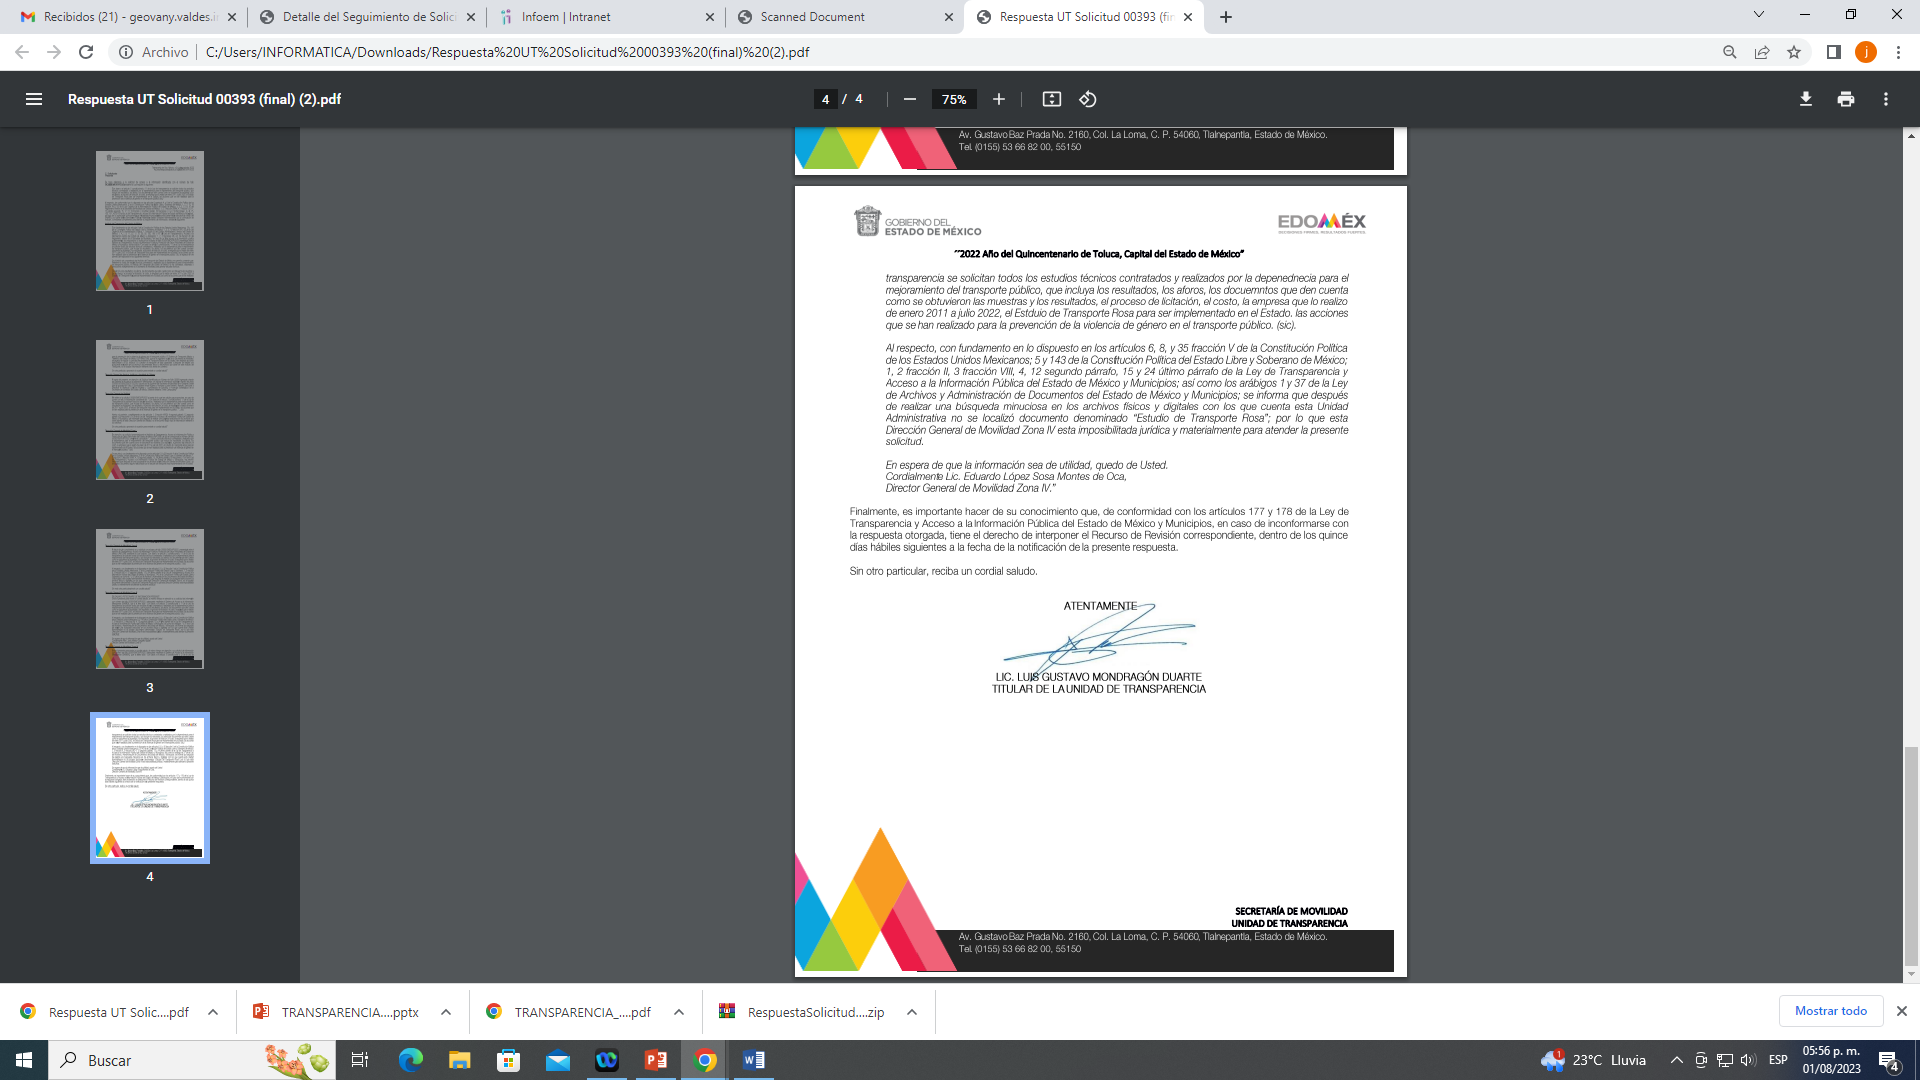 Recibidos (21) - geovany.valdes.i
Detalle del Seguimiento de Solici
Infoem | Intranet
Scanned Document
Respuesta UT Solicitud 00393 (fin
Archivo
C:/Users/INFORMATICA/Downloads/Respuesta%20UT%20Solicitud%2000393%20(final)%20(2).pdf
j
Respuesta UT Solicitud 00393 (final) (2).pdf
4 / 4
75%
1
2
3
4
Av. Gustavo Baz Prada No. 2160, Col. La Loma, C. P. 54060, Tlalnepantla, Estado de México.
Tel. (0155) 53 66 82 00, 55150
GOBIERNO DEL
ESTADO DE MÉXICO
EDOMÉX
DECISIONES FIRMES, RESULTADOS FUERTES.
"2022 Año del Quincentenario de Toluca, Capital del Estado de México"
transparencia se solicitan todos los estudios técnicos contratados y realizados por la depenednecia para el
mejoramiento del transporte público, que incluya los resultados, los aforos, los docuemntos que den cuenta
como se obtuvieron las muestras y los resultados, el proceso de licitación, el costo, la empresa que lo realizo
de enero 2011 a julio 2022, el Estduio de Transporte Rosa para ser implementado en el Estado. las acciones
que se han realizado para la prevención de la violencia de género en el transporte público. (sic).
Al respecto, con fundamento en lo dispuesto en los artículos 6, 8, y 35 fracción V de la Constitución Política
de los Estados Unidos Mexicanos; 5 y 143 de la Constitución Política del Estado Libre y Soberano de México;
1, 2 fracción II, 3 fracción VIII, 4, 12 segundo párrafo, 15 y 24 último párrafo de la Ley de Transparencia y
Acceso a la Información Pública del Estado de México y Municipios; así como los arábigos 1 y 37 de la Ley
de Archivos y Administración de Documentos del Estado de México y Municipios; se informa que después
de realizar una búsqueda minuciosa en los archivos físicos y digitales con los que cuenta esta Unidad
Administrativa no se localizó documento denominado "Estudio de Transporte Rosa"; por lo que esta
Dirección General de Movilidad Zona IV esta imposibilitada jurídica y materialmente para atender la presente
solicitud.
En espera de que la información sea de utilidad, quedo de Usted.
Cordialmente Lic. Eduardo López Sosa Montes de Oca,
Director General de Movilidad Zona IV."
Finalmente, es importante hacer de su conocimiento que, de conformidad con los artículos 177 y 178 de la Ley de
Transparencia y Acceso a la Información Pública del Estado de México y Municipios, en caso de inconformarse con
la respuesta otorgada, tiene el derecho de interponer el Recurso de Revisión correspondiente, dentro de los quince
días hábiles siguientes a la fecha de la notificación de la presente respuesta.
Sin otro particular, reciba un cordial saludo.
ATENTAMENTE
LIC. LUIS GUSTAVO MONDRAGÓN DUARTE
TITULAR DE LA UNIDAD DE TRANSPARENCIA
SECRETARÍA DE MOVILIDAD
UNIDAD DE TRANSPARENCIA
Av. Gustavo Baz Prada No. 2160, Col. La Loma, C. P. 54060, Tlalnepantla, Estado de México.
Tel. (0155) 53 66 82 00, 55150
Respuesta UT Solic....pdf
TRANSPARENCIA....pptx
TRANSPARENCIA_....pdf
RespuestaSolicitud....zip
Mostrar todo
Buscar
1
23°C Lluvia
ESP
05:56 p. m.
01/08/2023
4